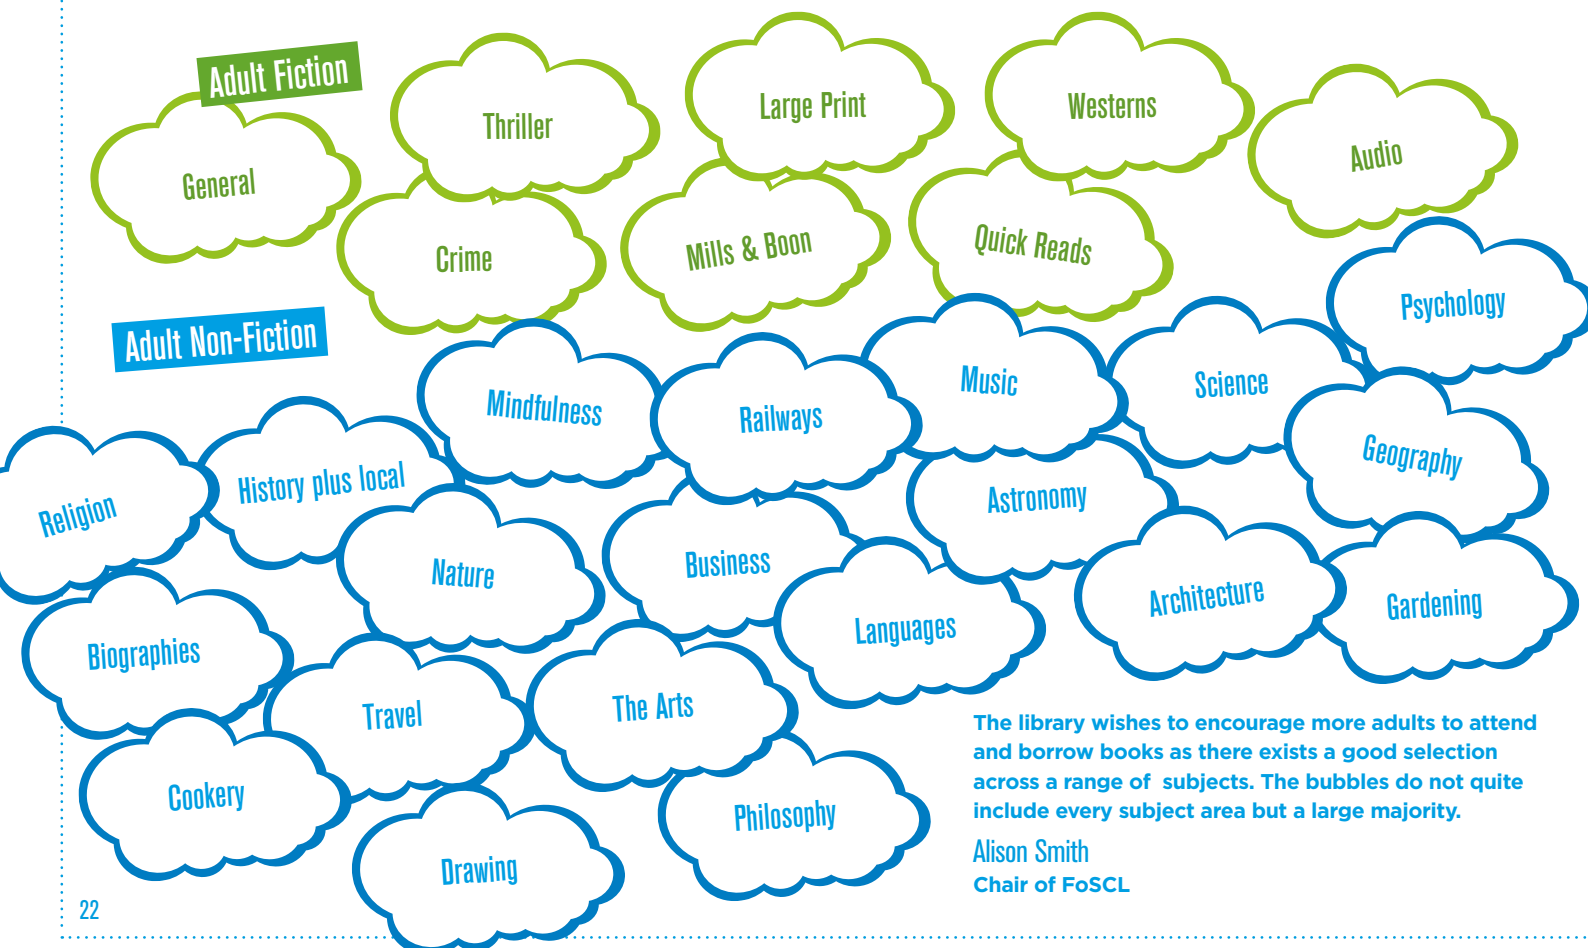 Adult Fiction
General
Thriller
Large Print
Westerns
Audio
Crime
Mills & Boon
Quick Reads
Adult Non-Fiction
Psychology
Mindfulness
Railways
Music
Science
Religion
History plus local
Geography
Nature
Business
Astronomy
Biographies
Languages
Architecture
Gardening
Travel
The Arts
Cookery
Philosophy
Drawing
The library wishes to encourage more adults to attend
and borrow books as there exists a good selection
across a range of subjects. The bubbles do not quite
include every subject area but a large majority.
Alison Smith
Chair of FoSCL
22